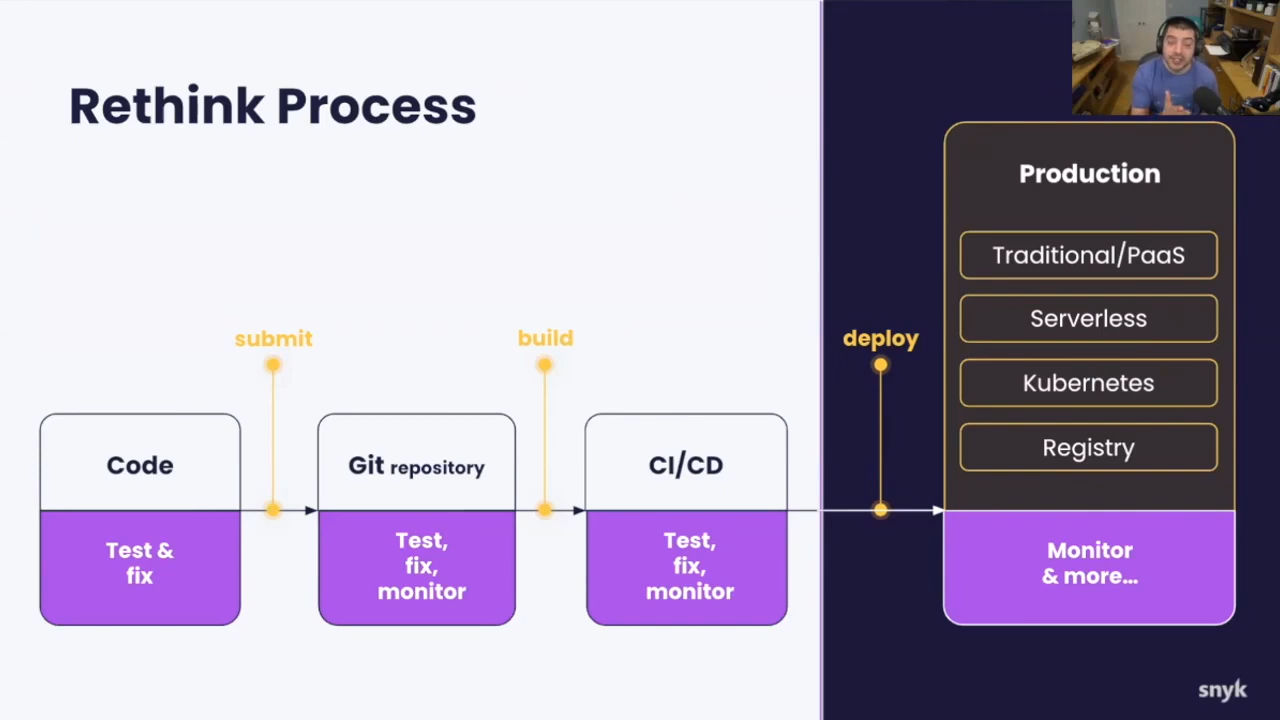 Rethink Process
Production
Traditional/PaaS
Serverless
Kubernetes
Registry
submit
build
deploy
Code
Git repository
CI/CD
Test &
fix
Test,
fix,
monitor
Test,
fix,
monitor
Monitor
& more...
snyk